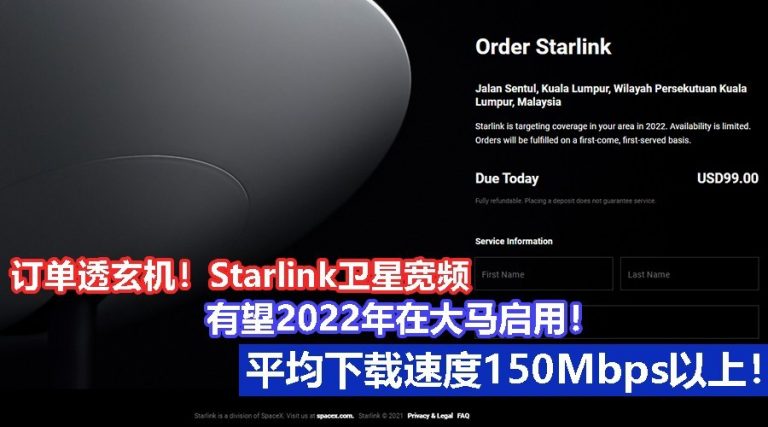 Order Starlink
Jalan Sentul, Kuala Lumpur, Wilayah Persekutuan Kuala
Lumpur, Malaysia
Starlink is targeting coverage in your area in 2022. Availability is limited.
Orders will be fulfilled on a first-come, first-served basis.
Due Today USD99.00
Fully refundable. Placing a deposit does not guarantee service.
Service Information
First Name Last Name
订单透玄机！Starlink卫星宽频
有望2022年在大马启用！
平均下载速度150Mbps以上！
Starlink is a division of SpaceX. Visit us at spacex.com. Starlink © 2021 Privacy & Legal FAQ